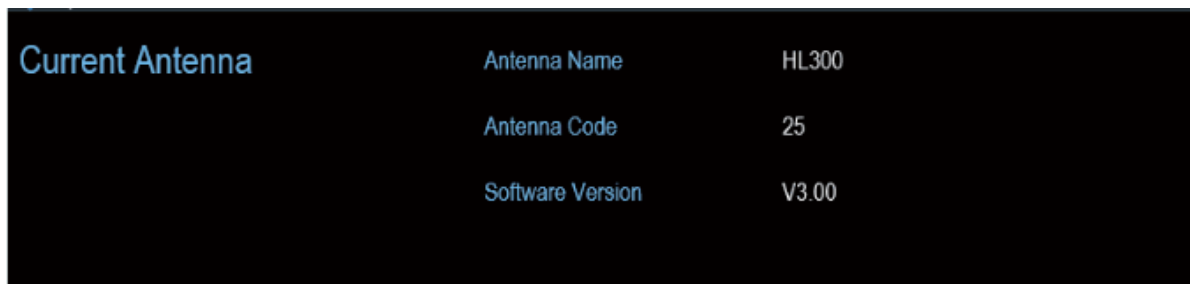 Current Antenna
Antenna Name HL300
Antenna Code 25
Software Version V3.00